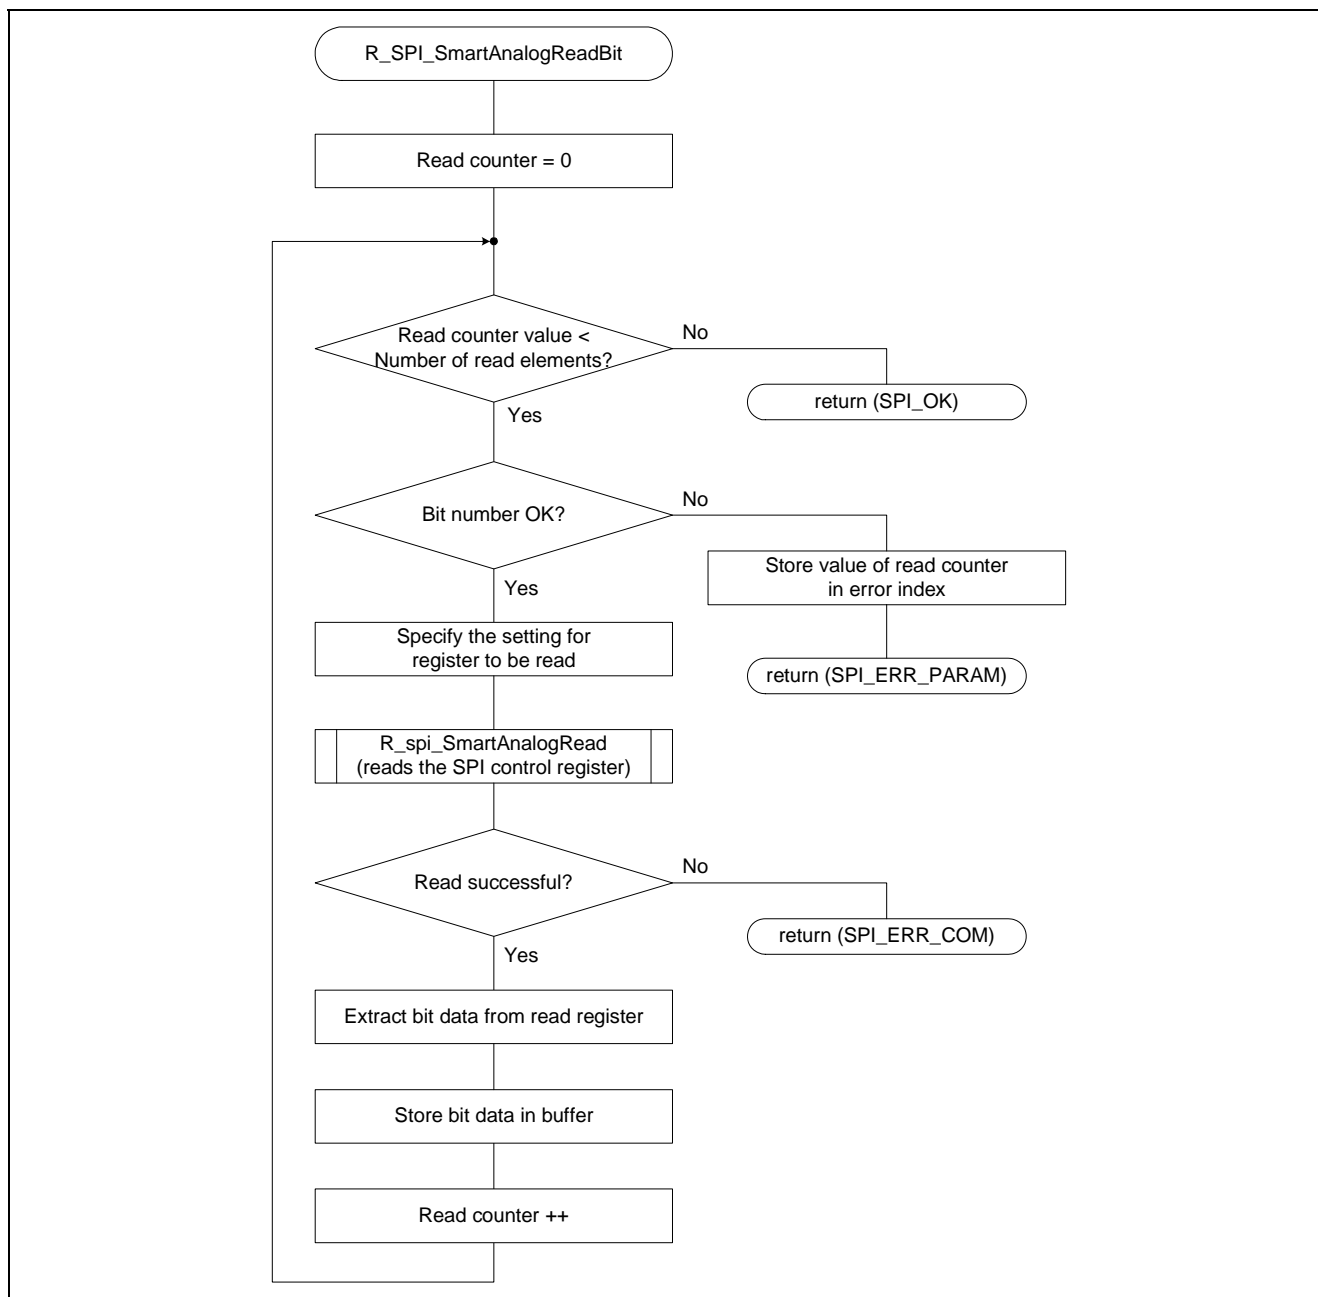 R_SPI_SmartAnalogReadBit
Read counter = 0
Read counter value <
Number of read elements?
No
return (SPI_OK)
Yes
Bit number OK?
No
Store value of read counter
in error index
Yes
return (SPI_ERR_PARAM)
Specify the setting for
register to be read
R_spi_SmartAnalogRead
(reads the SPI control register)
Read successful?
No
return (SPI_ERR_COM)
Yes
Extract bit data from read register
Store bit data in buffer
Read counter ++